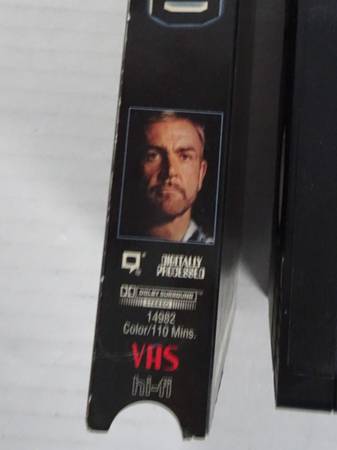 DIGITALLY
PROCESSED
DOLBY SURROUND
STEREO
14982
Color/110 Mins.
VHS
hi-fi